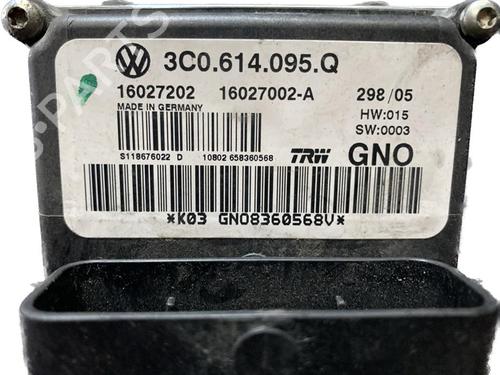 3C0.614.095.Q
16027202 16027002-A 298/05
MADE IN GERMANY HW:015
SW:0003
S118676022 D 10802 658360568 TRW GNO
*K03 GNO8360568V*